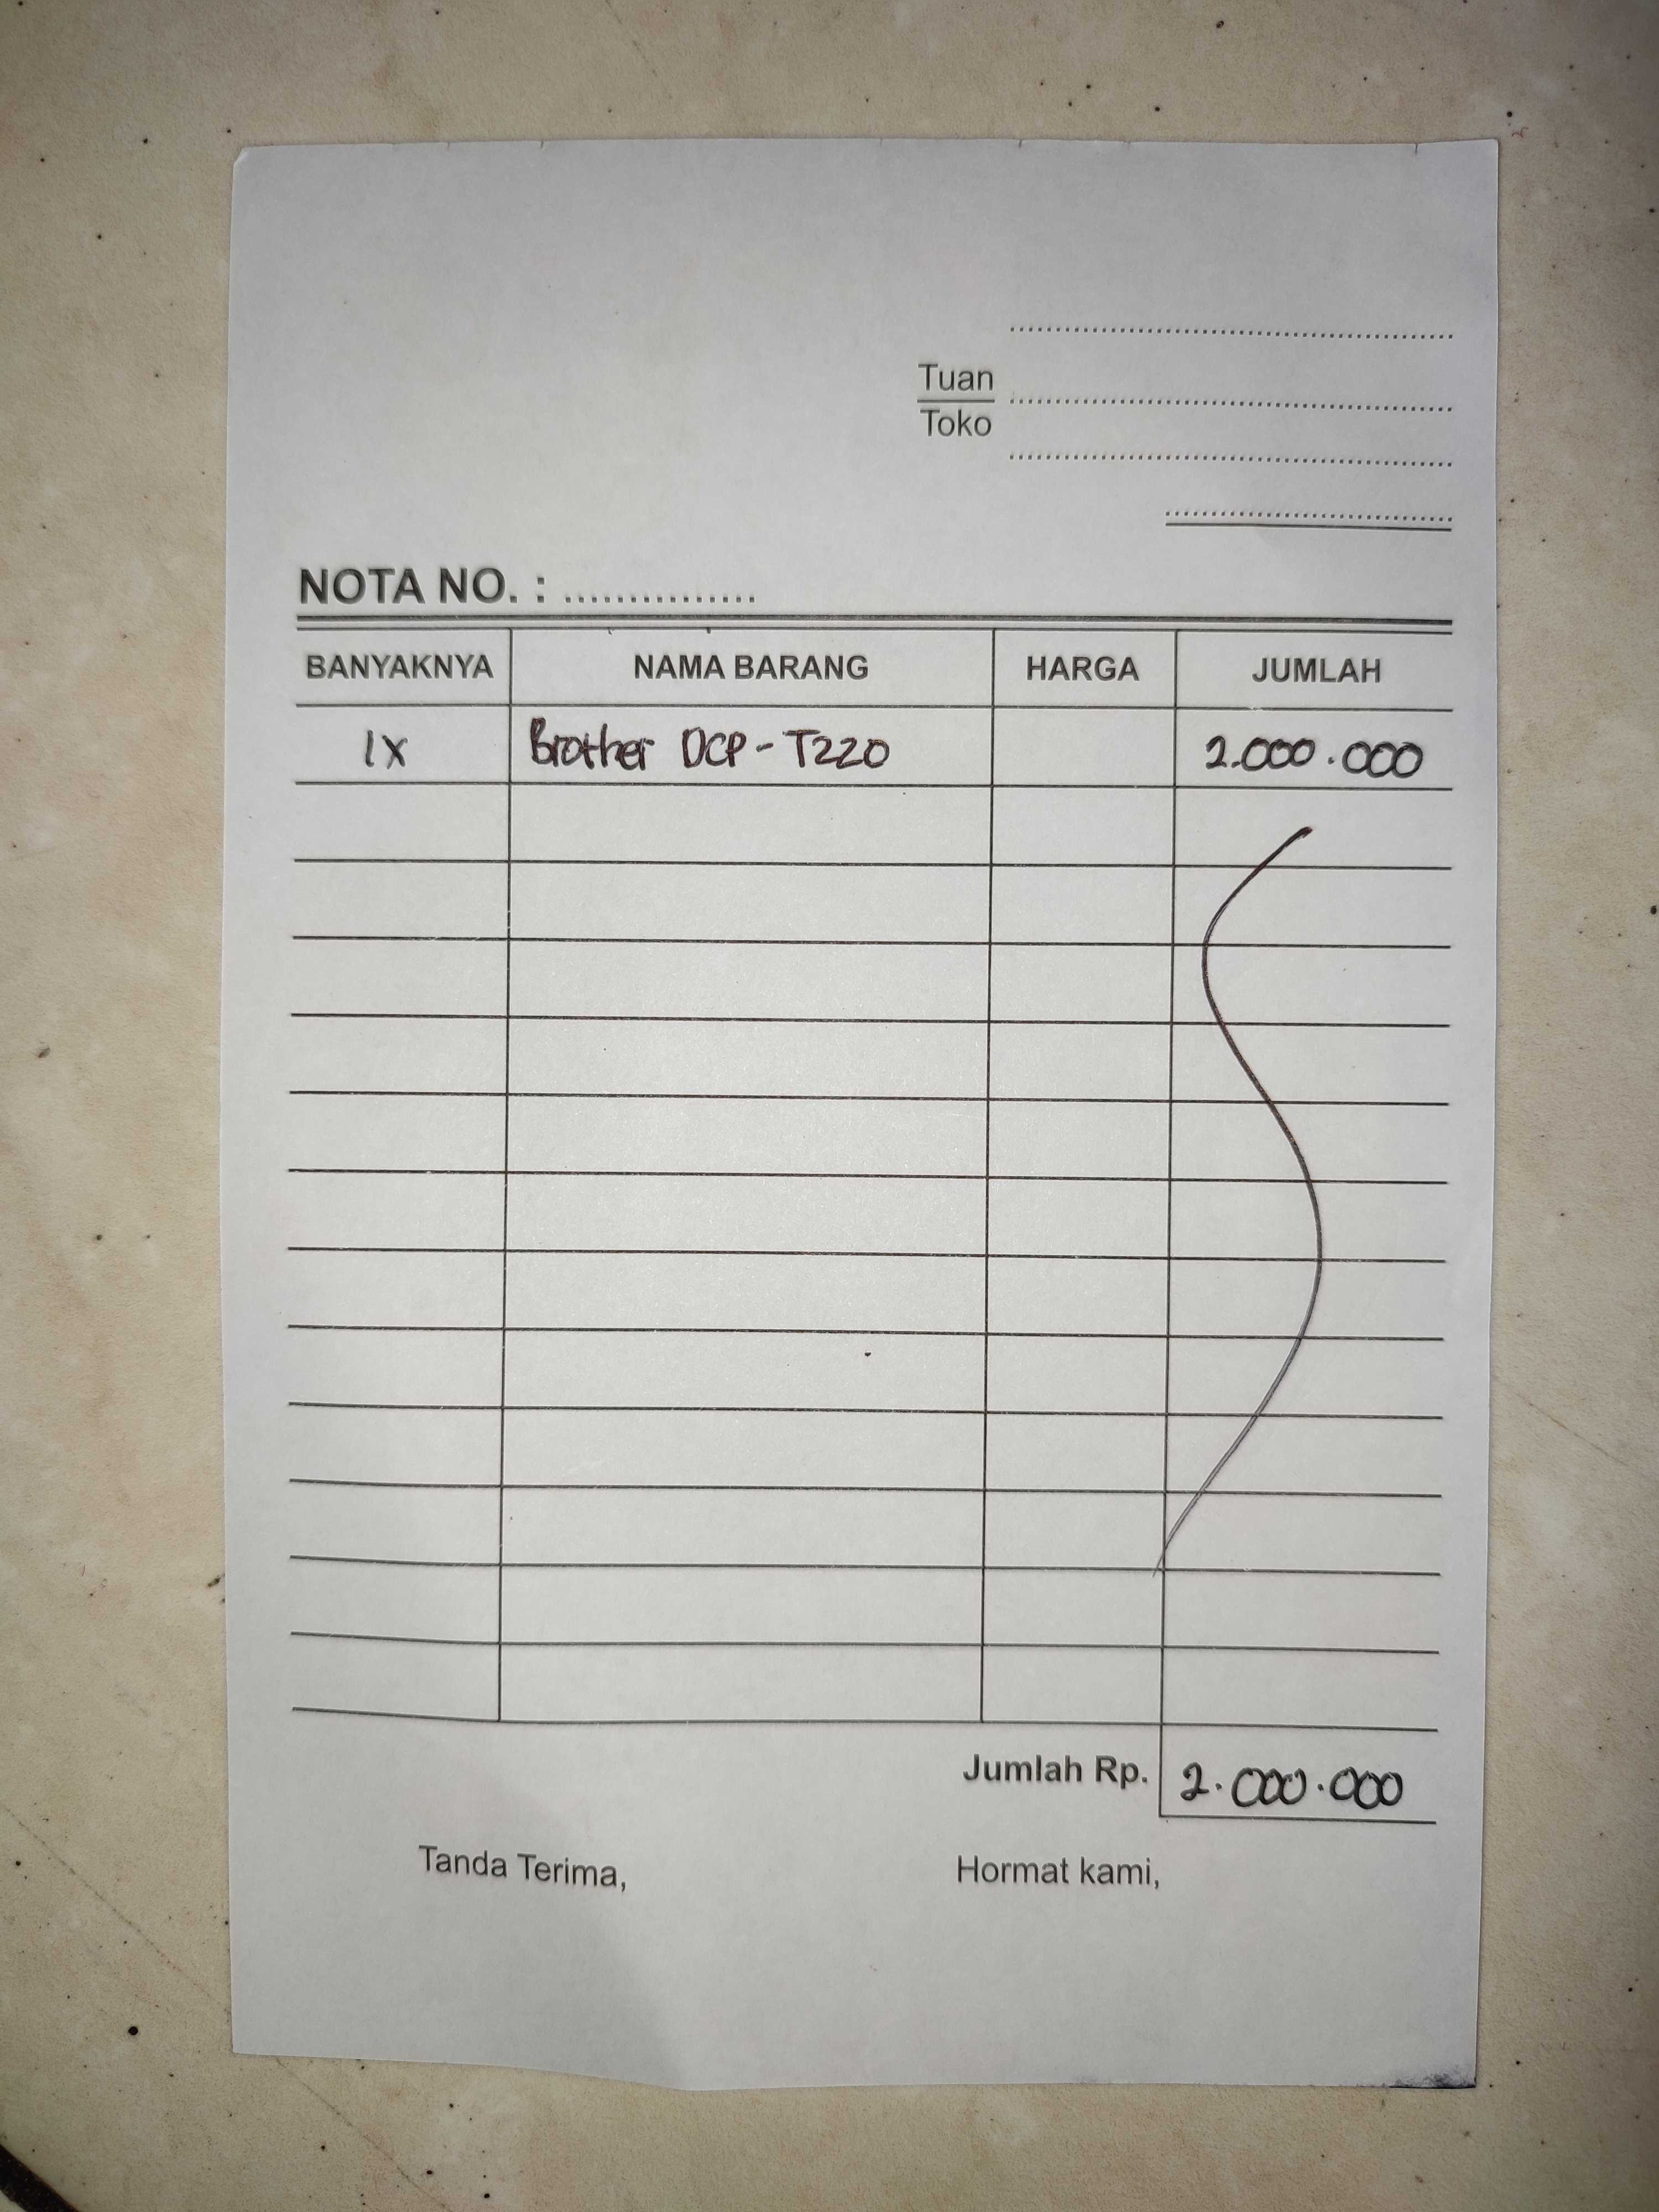 Tuan
Toko
NOTA NO. : ...............
BANYAKNYA NAMA BARANG HARGA JUMLAH
1X Brother DCP-T220 2.000.000
Jumlah Rp. 2.000.000
Tanda Terima, Hormat kami,